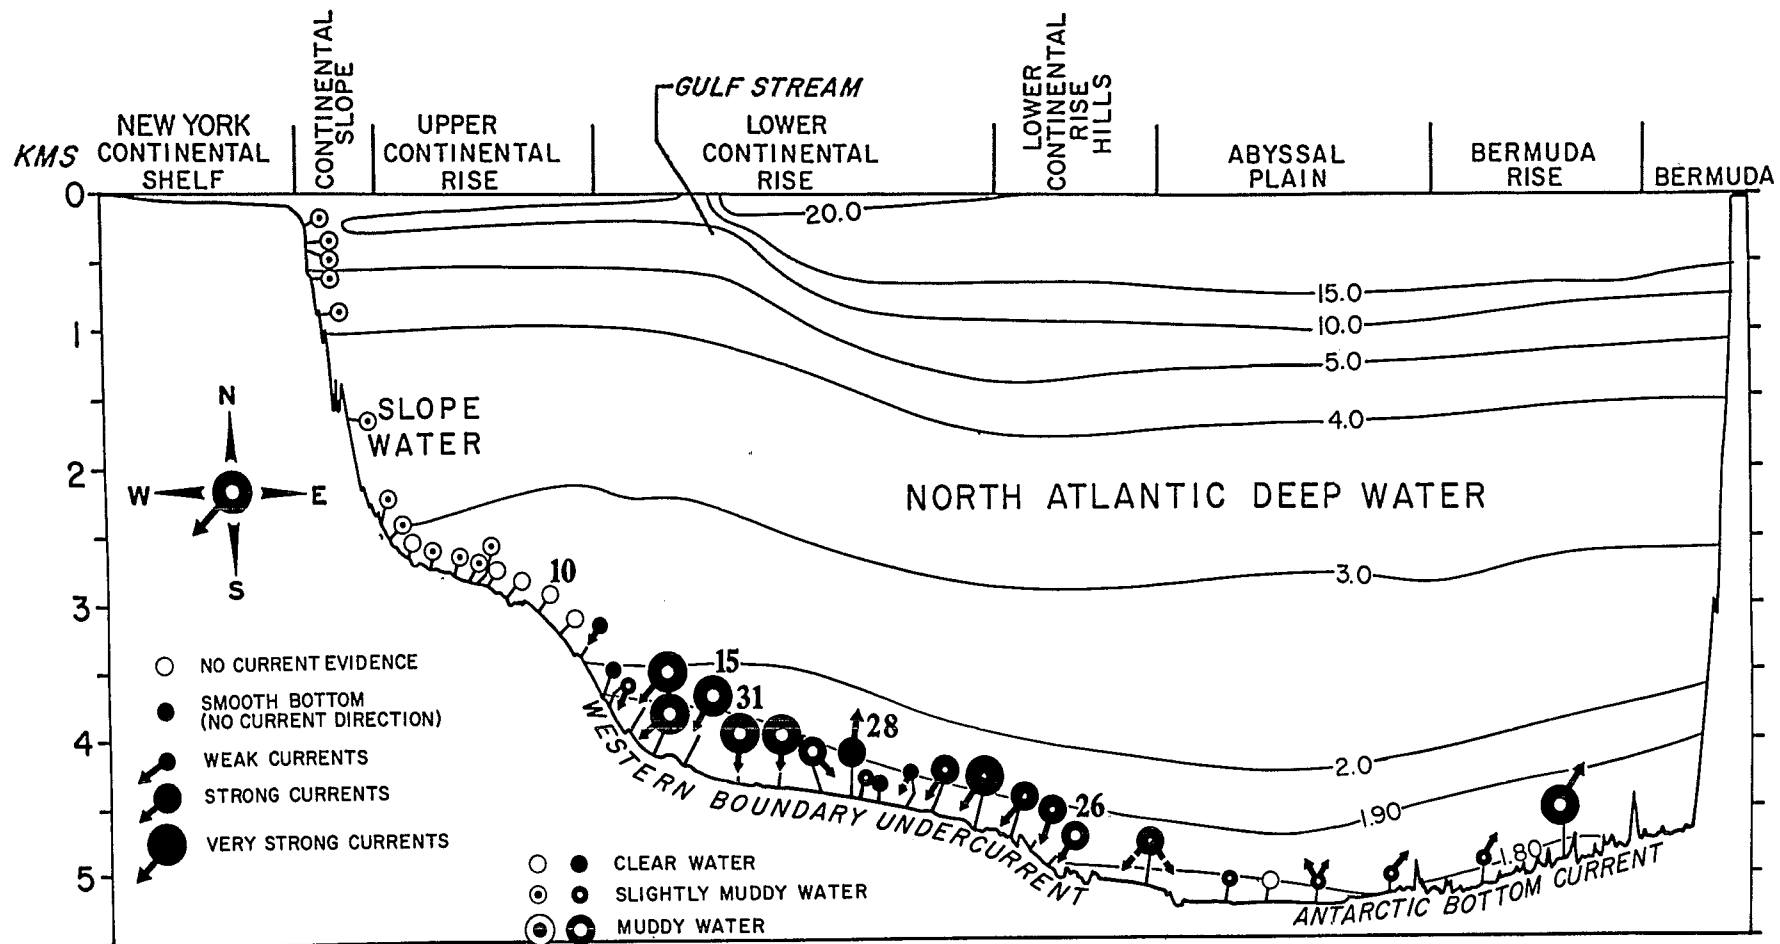 GULF STREAM
CONTINENTAL
SLOPE
LOWER
CONTINENTAL
RISE
HILLS
NEW YORK
CONTINENTAL
SHELF
UPPER
CONTINENTAL
RISE
LOWER
CONTINENTAL
RISE
ABYSSAL
PLAIN
BERMUDA
RISE
BERMUDA
KMS
0
1
2
3
4
5
20.0
15.0
10.0
5.0
4.0
3.0
2.0
1.90
1.80
SLOPE
WATER
NORTH ATLANTIC DEEP WATER
N
W
E
S
10
15
31
28
26
NO CURRENT EVIDENCE
SMOOTH BOTTOM
(NO CURRENT DIRECTION)
WEAK CURRENTS
STRONG CURRENTS
VERY STRONG CURRENTS
WESTERN BOUNDARY UNDERCURRENT
ANTARCTIC BOTTOM CURRENT
CLEAR WATER
SLIGHTLY MUDDY WATER
MUDDY WATER